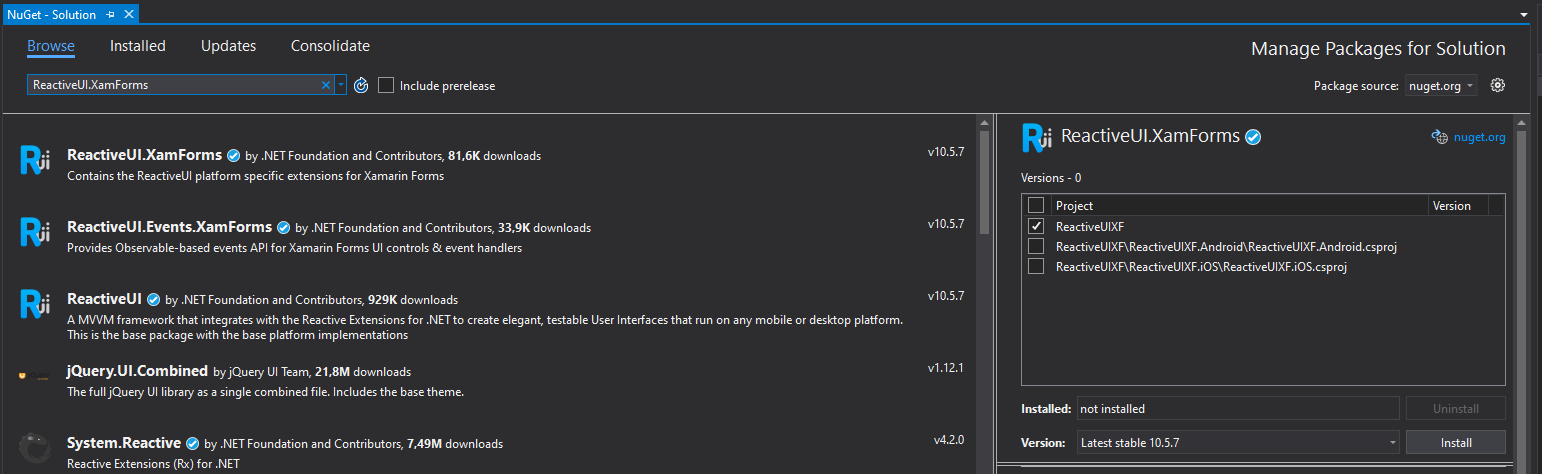 NuGet - Solution
Browse Installed Updates Consolidate
Manage Packages for Solution
ReactiveUI.XamForms
Include prerelease
Package source: nuget.org
ReactiveUI.XamForms by .NET Foundation and Contributors, 81,6K downloads v10.5.7
Contains the ReactiveUI platform specific extensions for Xamarin Forms
ReactiveUI.Events.XamForms by .NET Foundation and Contributors, 33,9K downloads v10.5.7
Provides Observable-based events API for Xamarin Forms UI controls & event handlers
ReactiveUI by .NET Foundation and Contributors, 929K downloads v10.5.7
A MVVM framework that integrates with the Reactive Extensions for .NET to create elegant, testable User Interfaces that run on any mobile or desktop platform.
This is the base package with the base platform implementations
jQuery.UI.Combined by jQuery UI Team, 21,8M downloads v1.12.1
The full jQuery UI library as a single combined file. Includes the base theme.
System.Reactive by .NET Foundation and Contributors, 7,49M downloads v4.2.0
Reactive Extensions (Rx) for .NET
ReactiveUI.XamForms
nuget.org
Versions - 0
Project Version
ReactiveUIXF
ReactiveUIXF\ReactiveUIXF.Android\ReactiveUIXF.Android.csproj
ReactiveUIXF\ReactiveUIXF.iOS\ReactiveUIXF.iOS.csproj
Installed: not installed Uninstall
Version: Latest stable 10.5.7 Install